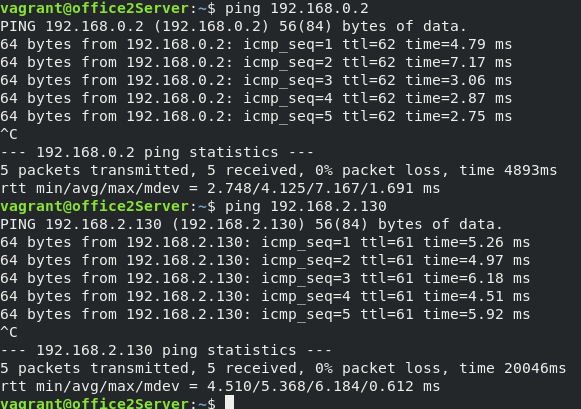 vagrant@office2Server:~$ ping 192.168.0.2
PING 192.168.0.2 (192.168.0.2) 56(84) bytes of data.
64 bytes from 192.168.0.2: icmp_seq=1 ttl=62 time=4.79 ms
64 bytes from 192.168.0.2: icmp_seq=2 ttl=62 time=7.17 ms
64 bytes from 192.168.0.2: icmp_seq=3 ttl=62 time=3.06 ms
64 bytes from 192.168.0.2: icmp_seq=4 ttl=62 time=2.87 ms
64 bytes from 192.168.0.2: icmp_seq=5 ttl=62 time=2.75 ms
^C
--- 192.168.0.2 ping statistics ---
5 packets transmitted, 5 received, 0% packet loss, time 4893ms
rtt min/avg/max/mdev = 2.748/4.125/7.167/1.691 ms
vagrant@office2Server:~$ ping 192.168.2.130
PING 192.168.2.130 (192.168.2.130) 56(84) bytes of data.
64 bytes from 192.168.2.130: icmp_seq=1 ttl=61 time=5.26 ms
64 bytes from 192.168.2.130: icmp_seq=2 ttl=61 time=4.97 ms
64 bytes from 192.168.2.130: icmp_seq=3 ttl=61 time=6.18 ms
64 bytes from 192.168.2.130: icmp_seq=4 ttl=61 time=4.51 ms
64 bytes from 192.168.2.130: icmp_seq=5 ttl=61 time=5.92 ms
^C
--- 192.168.2.130 ping statistics ---
5 packets transmitted, 5 received, 0% packet loss, time 20046ms
rtt min/avg/max/mdev = 4.510/5.368/6.184/0.612 ms
vagrant@office2Server:~$